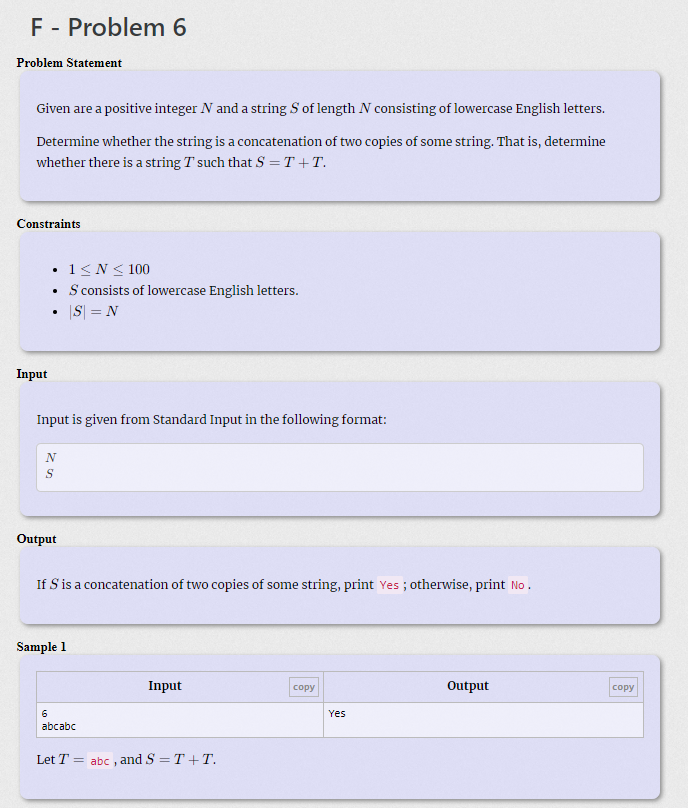 F - Problem 6
Problem Statement
Given are a positive integer N and a string S of length N consisting of lowercase English letters.
Determine whether the string is a concatenation of two copies of some string. That is, determine
whether there is a string T such that S = T + T.
Constraints
• 1 ≤ N ≤ 100
• S consists of lowercase English letters.
• |S| = N
Input
Input is given from Standard Input in the following format:
N
S
Output
If S is a concatenation of two copies of some string, print Yes ; otherwise, print No .
Sample 1
Input copy Output copy
6 Yes
abcabc
Let T = abc , and S = T + T.